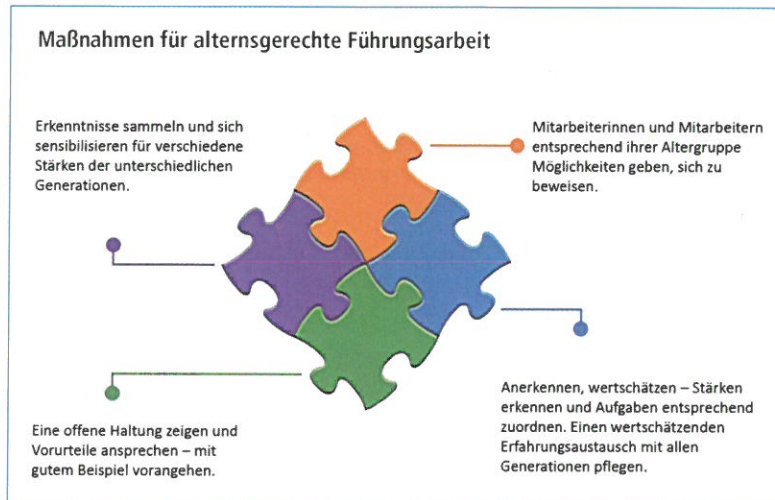 Maßnahmen für alternsgerechte Führungsarbeit
Erkenntnisse sammeln und sich
sensibilisieren für verschiedene
Stärken der unterschiedlichen
Generationen.
Mitarbeiterinnen und Mitarbeitern
entsprechend ihrer Altergruppe
Möglichkeiten geben, sich zu
beweisen.
Eine offene Haltung zeigen und
Vorurteile ansprechen – mit
gutem Beispiel vorangehen.
Anerkennen, wertschätzen – Stärken
erkennen und Aufgaben entsprechend
zuordnen. Einen wertschätzenden
Erfahrungsaustausch mit allen
Generationen pflegen.